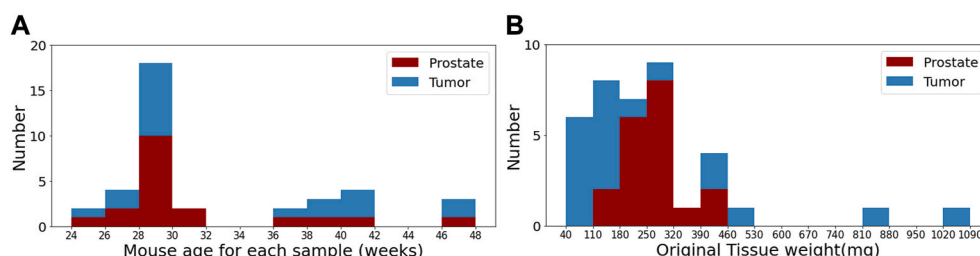 A
B
20
15
10
5
0
Number
Prostate
Tumor
24 26 28 30 32 34 36 38 40 42 44 46 48
Mouse age for each sample (weeks)
10
5
0
Number
Prostate
Tumor
40 110 180 250 320 390 460 530 600 670 740 810 880 950 1020 1090
Original Tissue weight(mg)